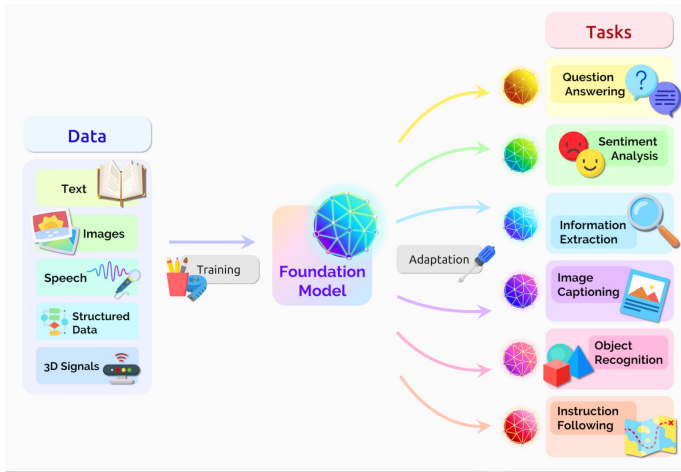 Data
Text
Images
Speech
Structured
Data
3D Signals
Training
Foundation
Model
Adaptation
Tasks
Question
Answering
Sentiment
Analysis
Information
Extraction
Image
Captioning
Object
Recognition
Instruction
Following